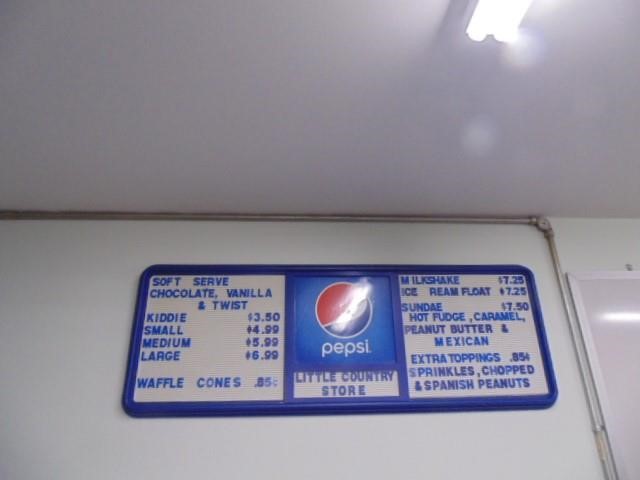 SOFT SERVE
CHOCOLATE, VANILLA
& TWIST
KIDDIE $3.50
SMALL $4.99
MEDIUM $5.99
LARGE $6.99
WAFFLE CONES .85¢
pepsi
LITTLE COUNTRY
STORE
MILKSHAKE $7.25
ICE REAM FLOAT $7.25
SUNDAE $7.50
HOT FUDGE, CARAMEL,
PEANUT BUTTER &
MEXICAN
EXTRA TOPPINGS .85¢
SPRINKLES, CHOPPED
& SPANISH PEANUTS